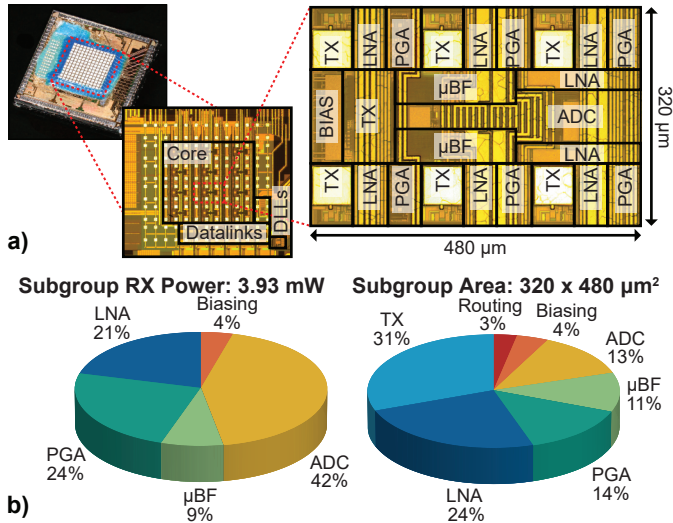 a)
Core
DLLs
Datalinks
TX
LNA
PGA
TX
LNA
PGA
TX
LNA
PGA
BIAS
TX
µBF
LNA
ADC
µBF
LNA
TX
LNA
PGA
TX
LNA
PGA
TX
LNA
PGA
320 µm
480 µm
Subgroup RX Power: 3.93 mW
Biasing
4%
LNA
21%
PGA
24%
µBF
9%
ADC
42%
Subgroup Area: 320 x 480 µm²
Routing
3%
Biasing
4%
TX
31%
ADC
13%
µBF
11%
PGA
14%
LNA
24%
b)